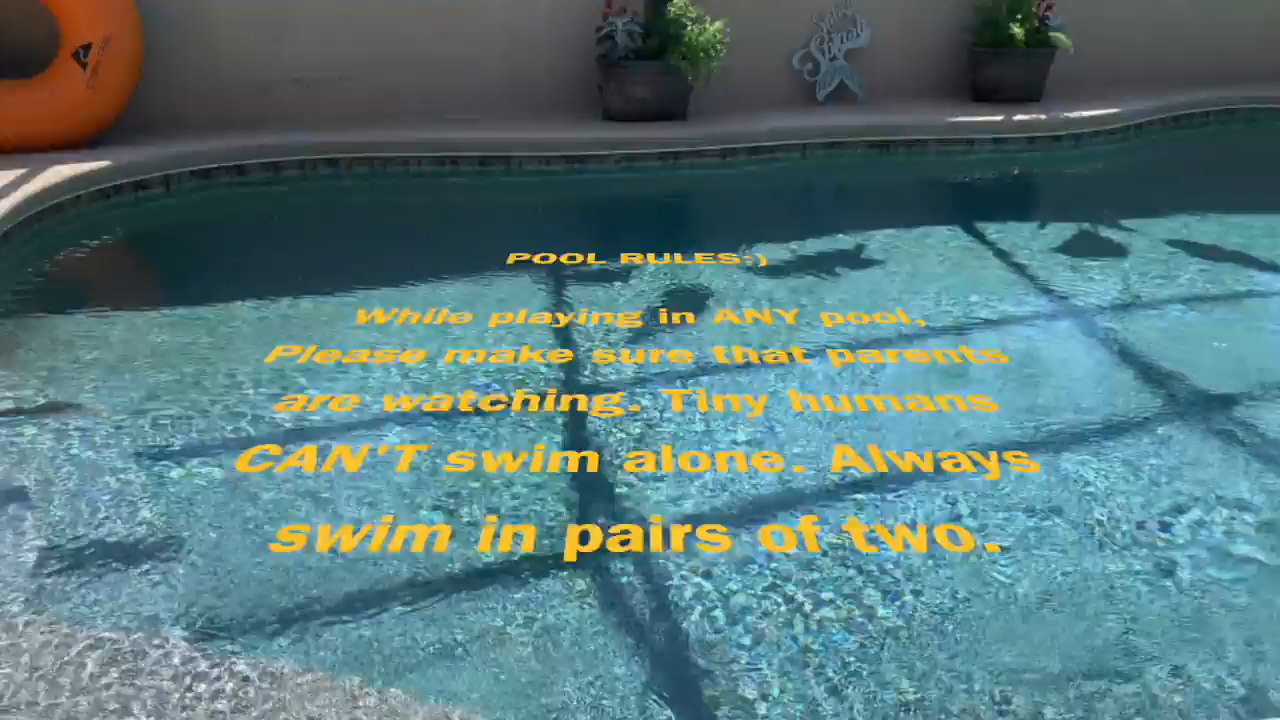 POOL RULES:)
While playing in ANY pool,
Please make sure that parents
are watching. Tiny humans
CAN'T swim alone. Always
swim in pairs of two.